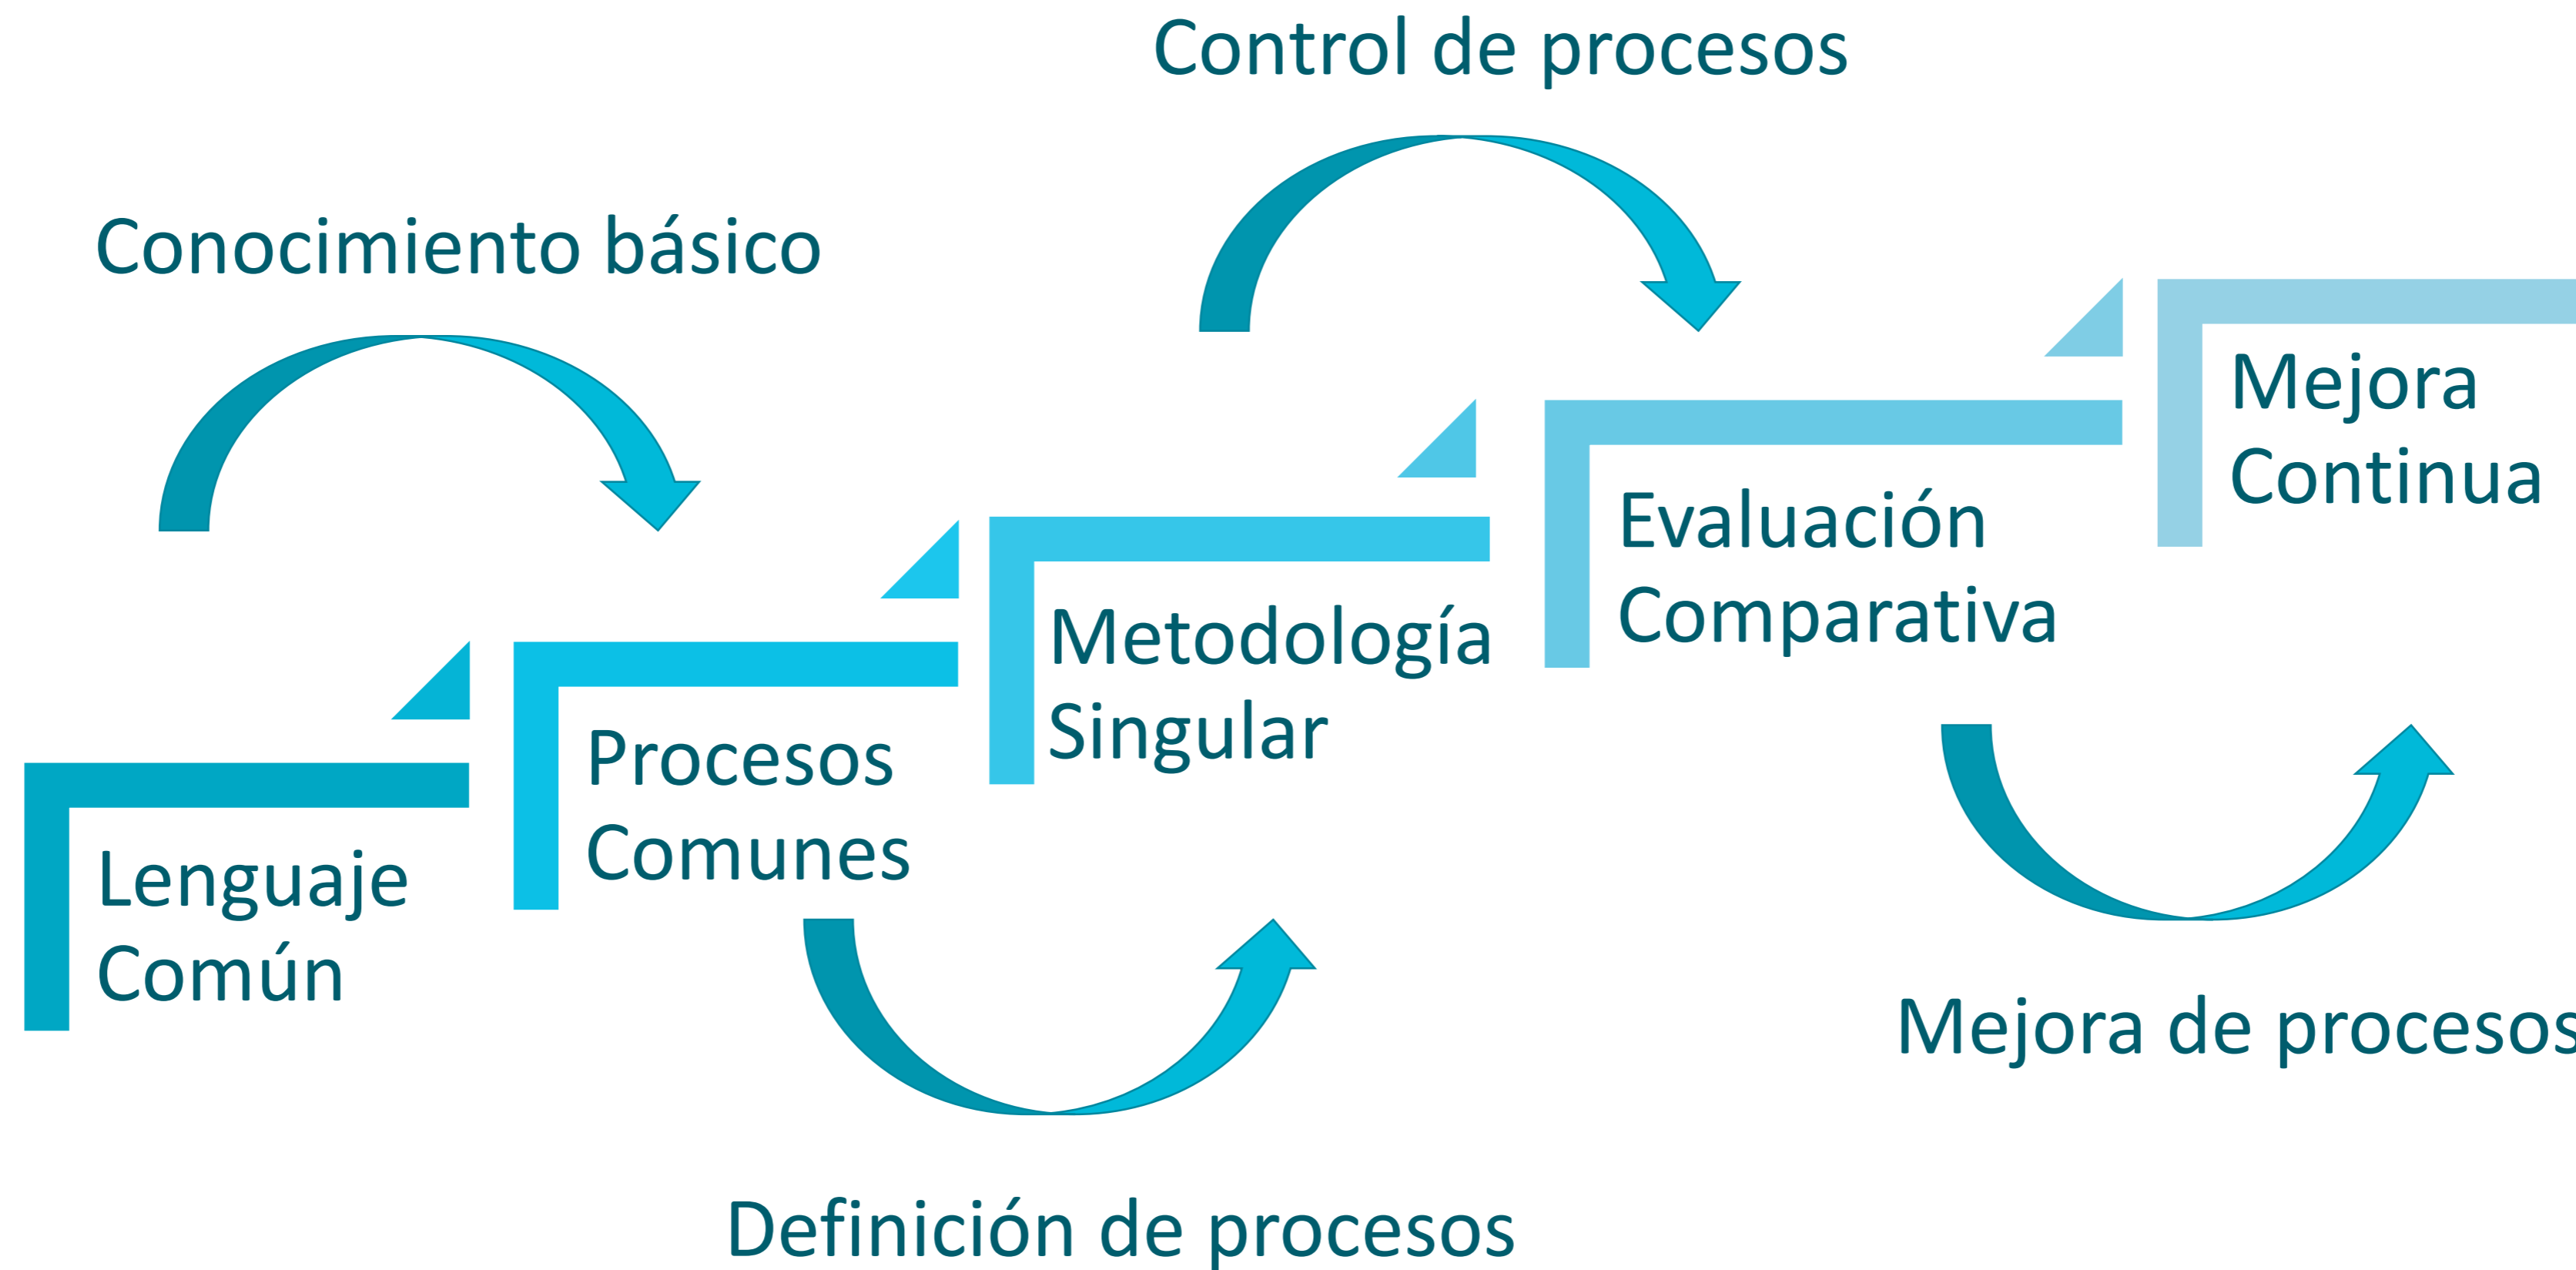 Control de procesos
Conocimiento básico
Mejora
Continua
Evaluación
Comparativa
Metodología
Singular
Procesos
Comunes
Lenguaje
Común
Mejora de procesos
Definición de procesos